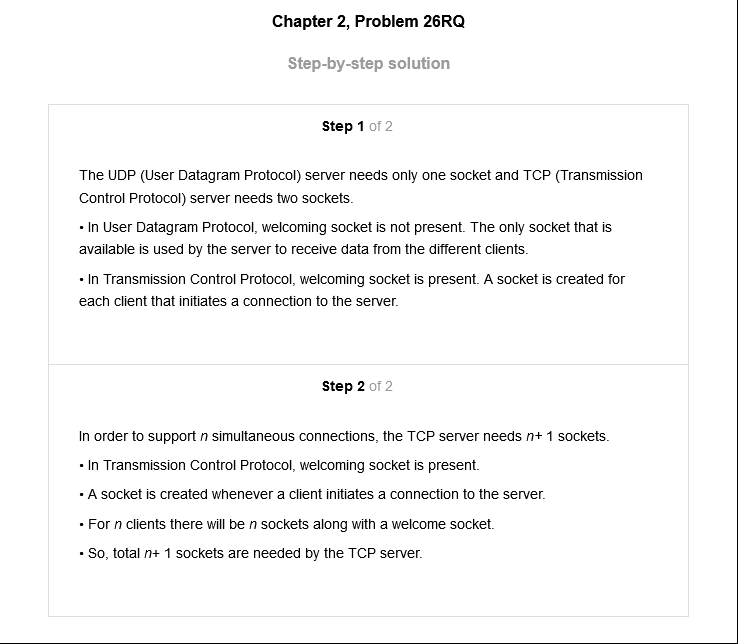 Chapter 2, Problem 26RQ
Step-by-step solution
Step 1 of 2
The UDP (User Datagram Protocol) server needs only one socket and TCP (Transmission
Control Protocol) server needs two sockets.
• In User Datagram Protocol, welcoming socket is not present. The only socket that is
available is used by the server to receive data from the different clients.
• In Transmission Control Protocol, welcoming socket is present. A socket is created for
each client that initiates a connection to the server.
Step 2 of 2
In order to support n simultaneous connections, the TCP server needs n+ 1 sockets.
• In Transmission Control Protocol, welcoming socket is present.
• A socket is created whenever a client initiates a connection to the server.
• For n clients there will be n sockets along with a welcome socket.
• So, total n+ 1 sockets are needed by the TCP server.